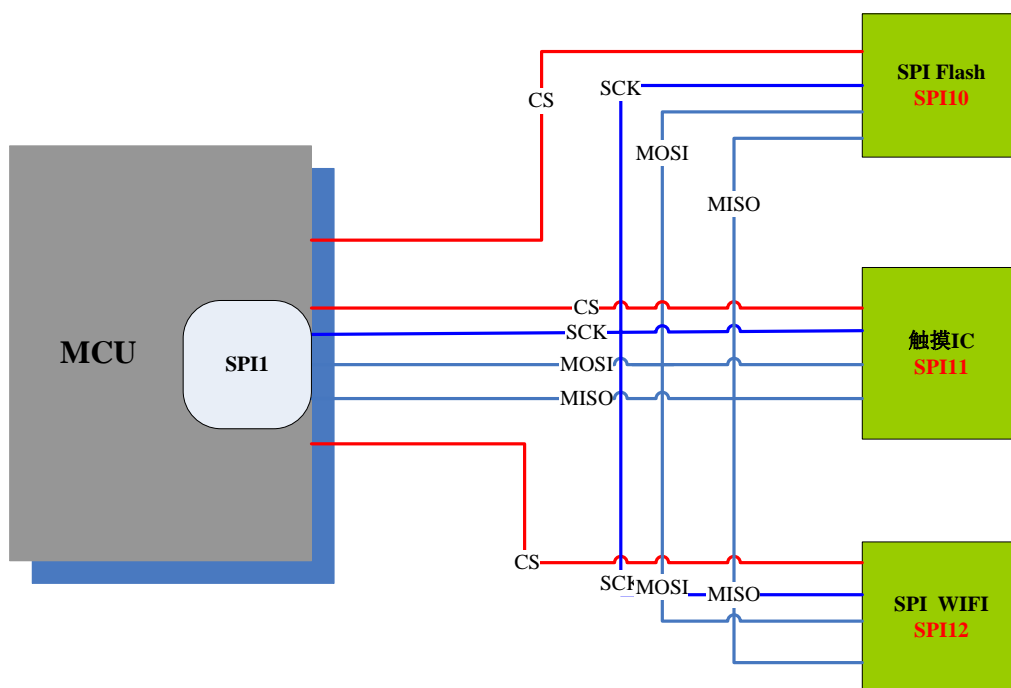 SPI Flash
SPI10
CS
SCK
MOSI
MISO
CS
SCK
MOSI
MISO
MCU
SPI1
触摸IC
SPI11
CS
SCK
MOSI
MISO
SPI WIFI
SPI12